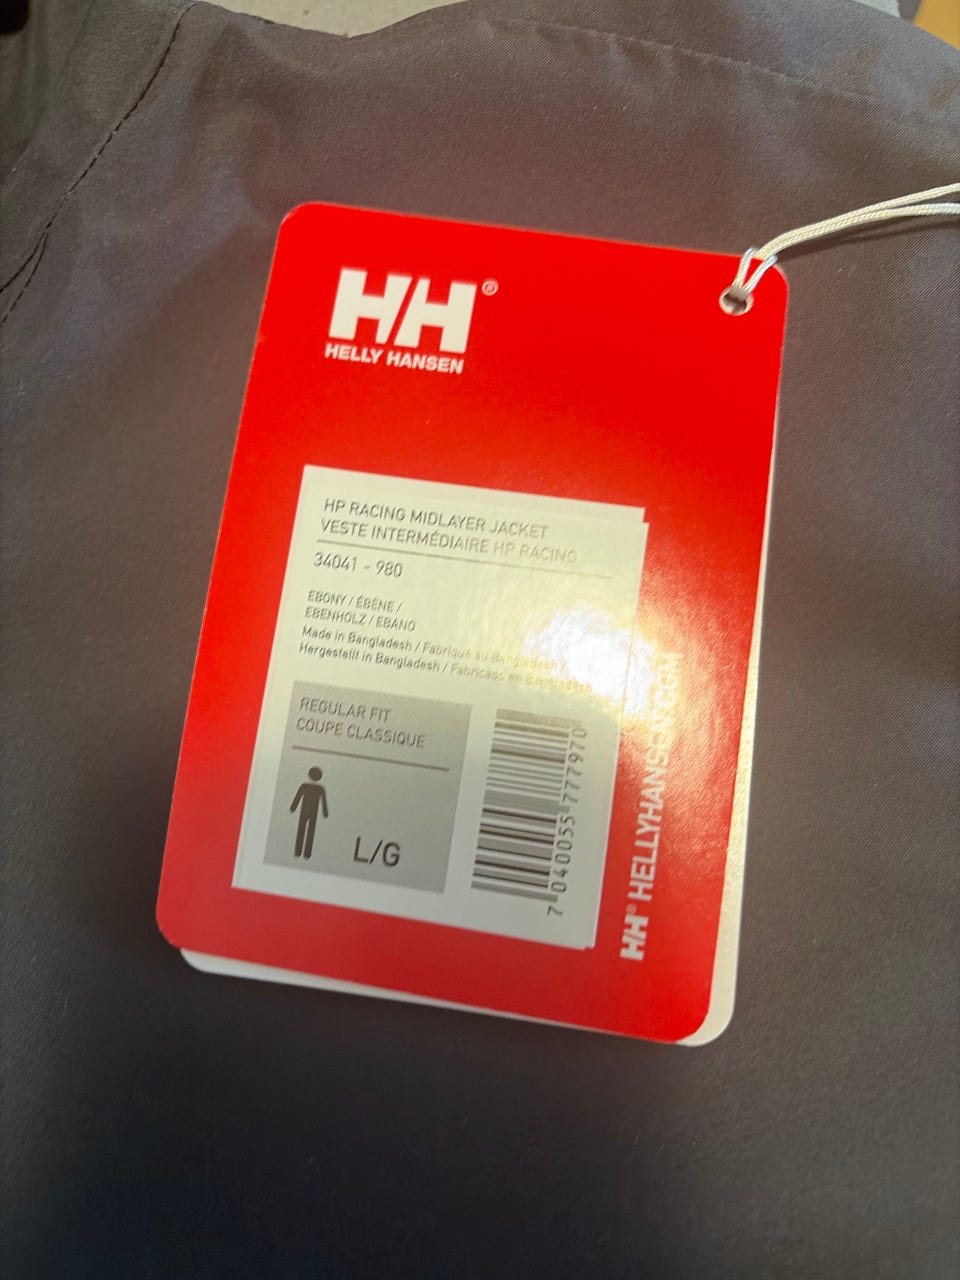 HH®
HELLY HANSEN
HP RACING MIDLAYER JACKET
VESTE INTERMÉDIAIRE HP RACING
34041 - 980
EBONY / ÉBÈNE /
EBENHOLZ / EBANO
Made in Bangladesh / Fabriqué au Bangladesh /
Hergestellt in Bangladesh / Fabricado en Bangladesh
REGULAR FIT
COUPE CLASSIQUE
L/G
7 040055 777970
HH® HELLYHANSEN.COM